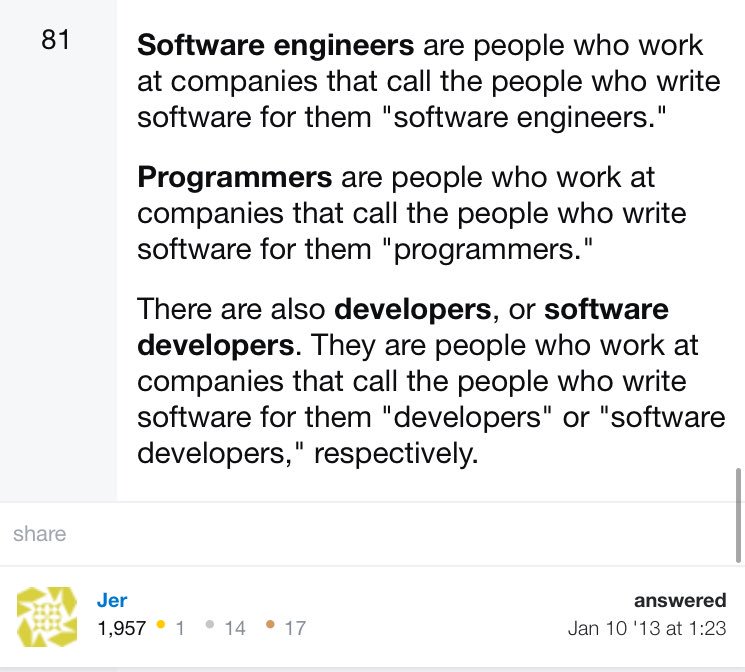 81
Software engineers are people who work
at companies that call the people who write
software for them "software engineers."
Programmers are people who work at
companies that call the people who write
software for them "programmers."
There are also developers, or software
developers. They are people who work at
companies that call the people who write
software for them "developers" or "software
developers," respectively.
share
Jer answered
1,957 1 14 17 Jan 10 '13 at 1:23